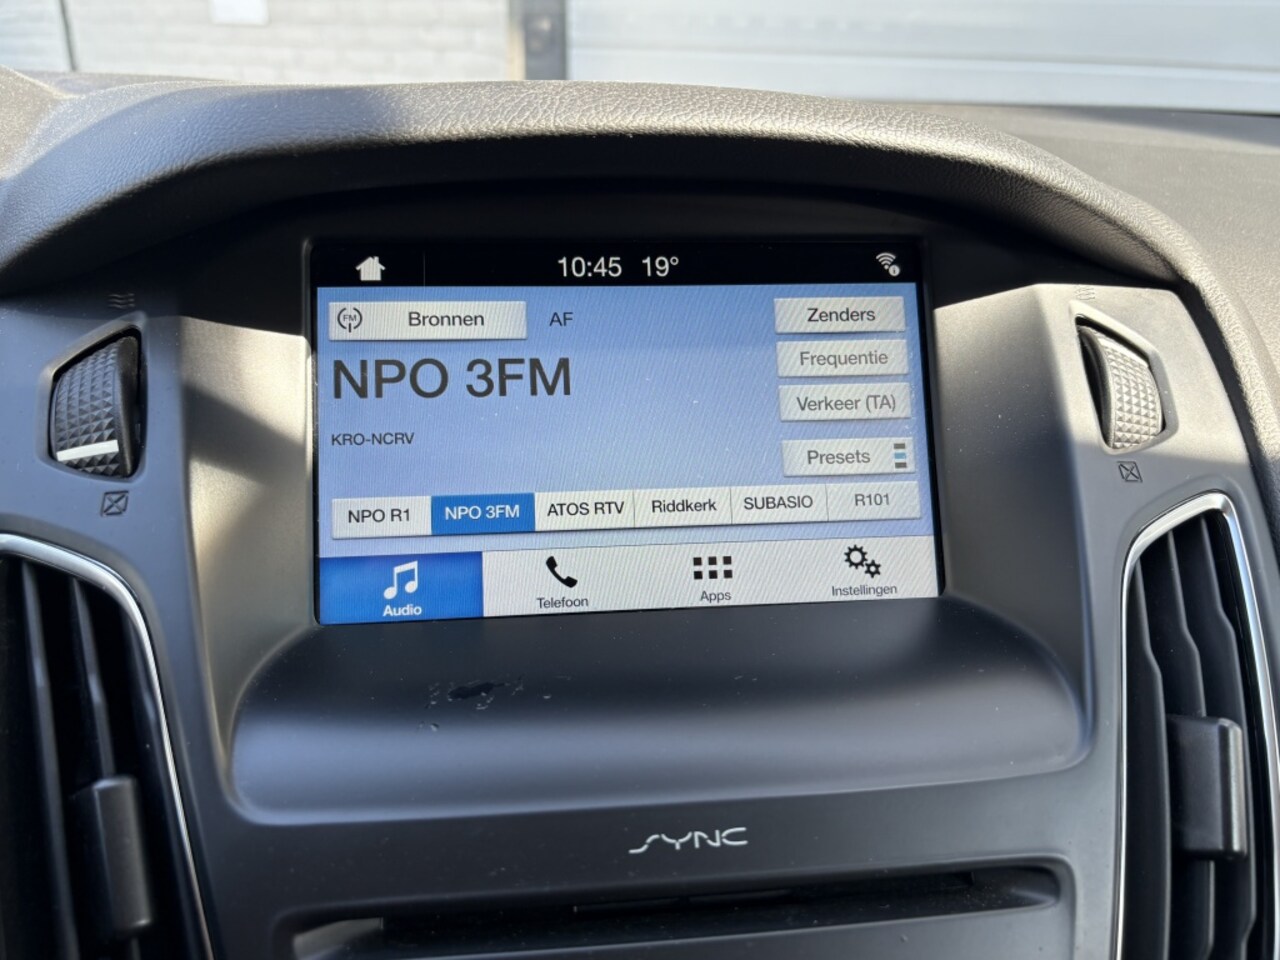 10:45 19°
FM Bronnen AF Zenders
NPO 3FM Frequentie
Verkeer (TA)
KRO-NCRV
Presets
NPO R1 NPO 3FM ATOS RTV Riddkerk SUBASIO R101
Audio Telefoon Apps Instellingen
SYNC